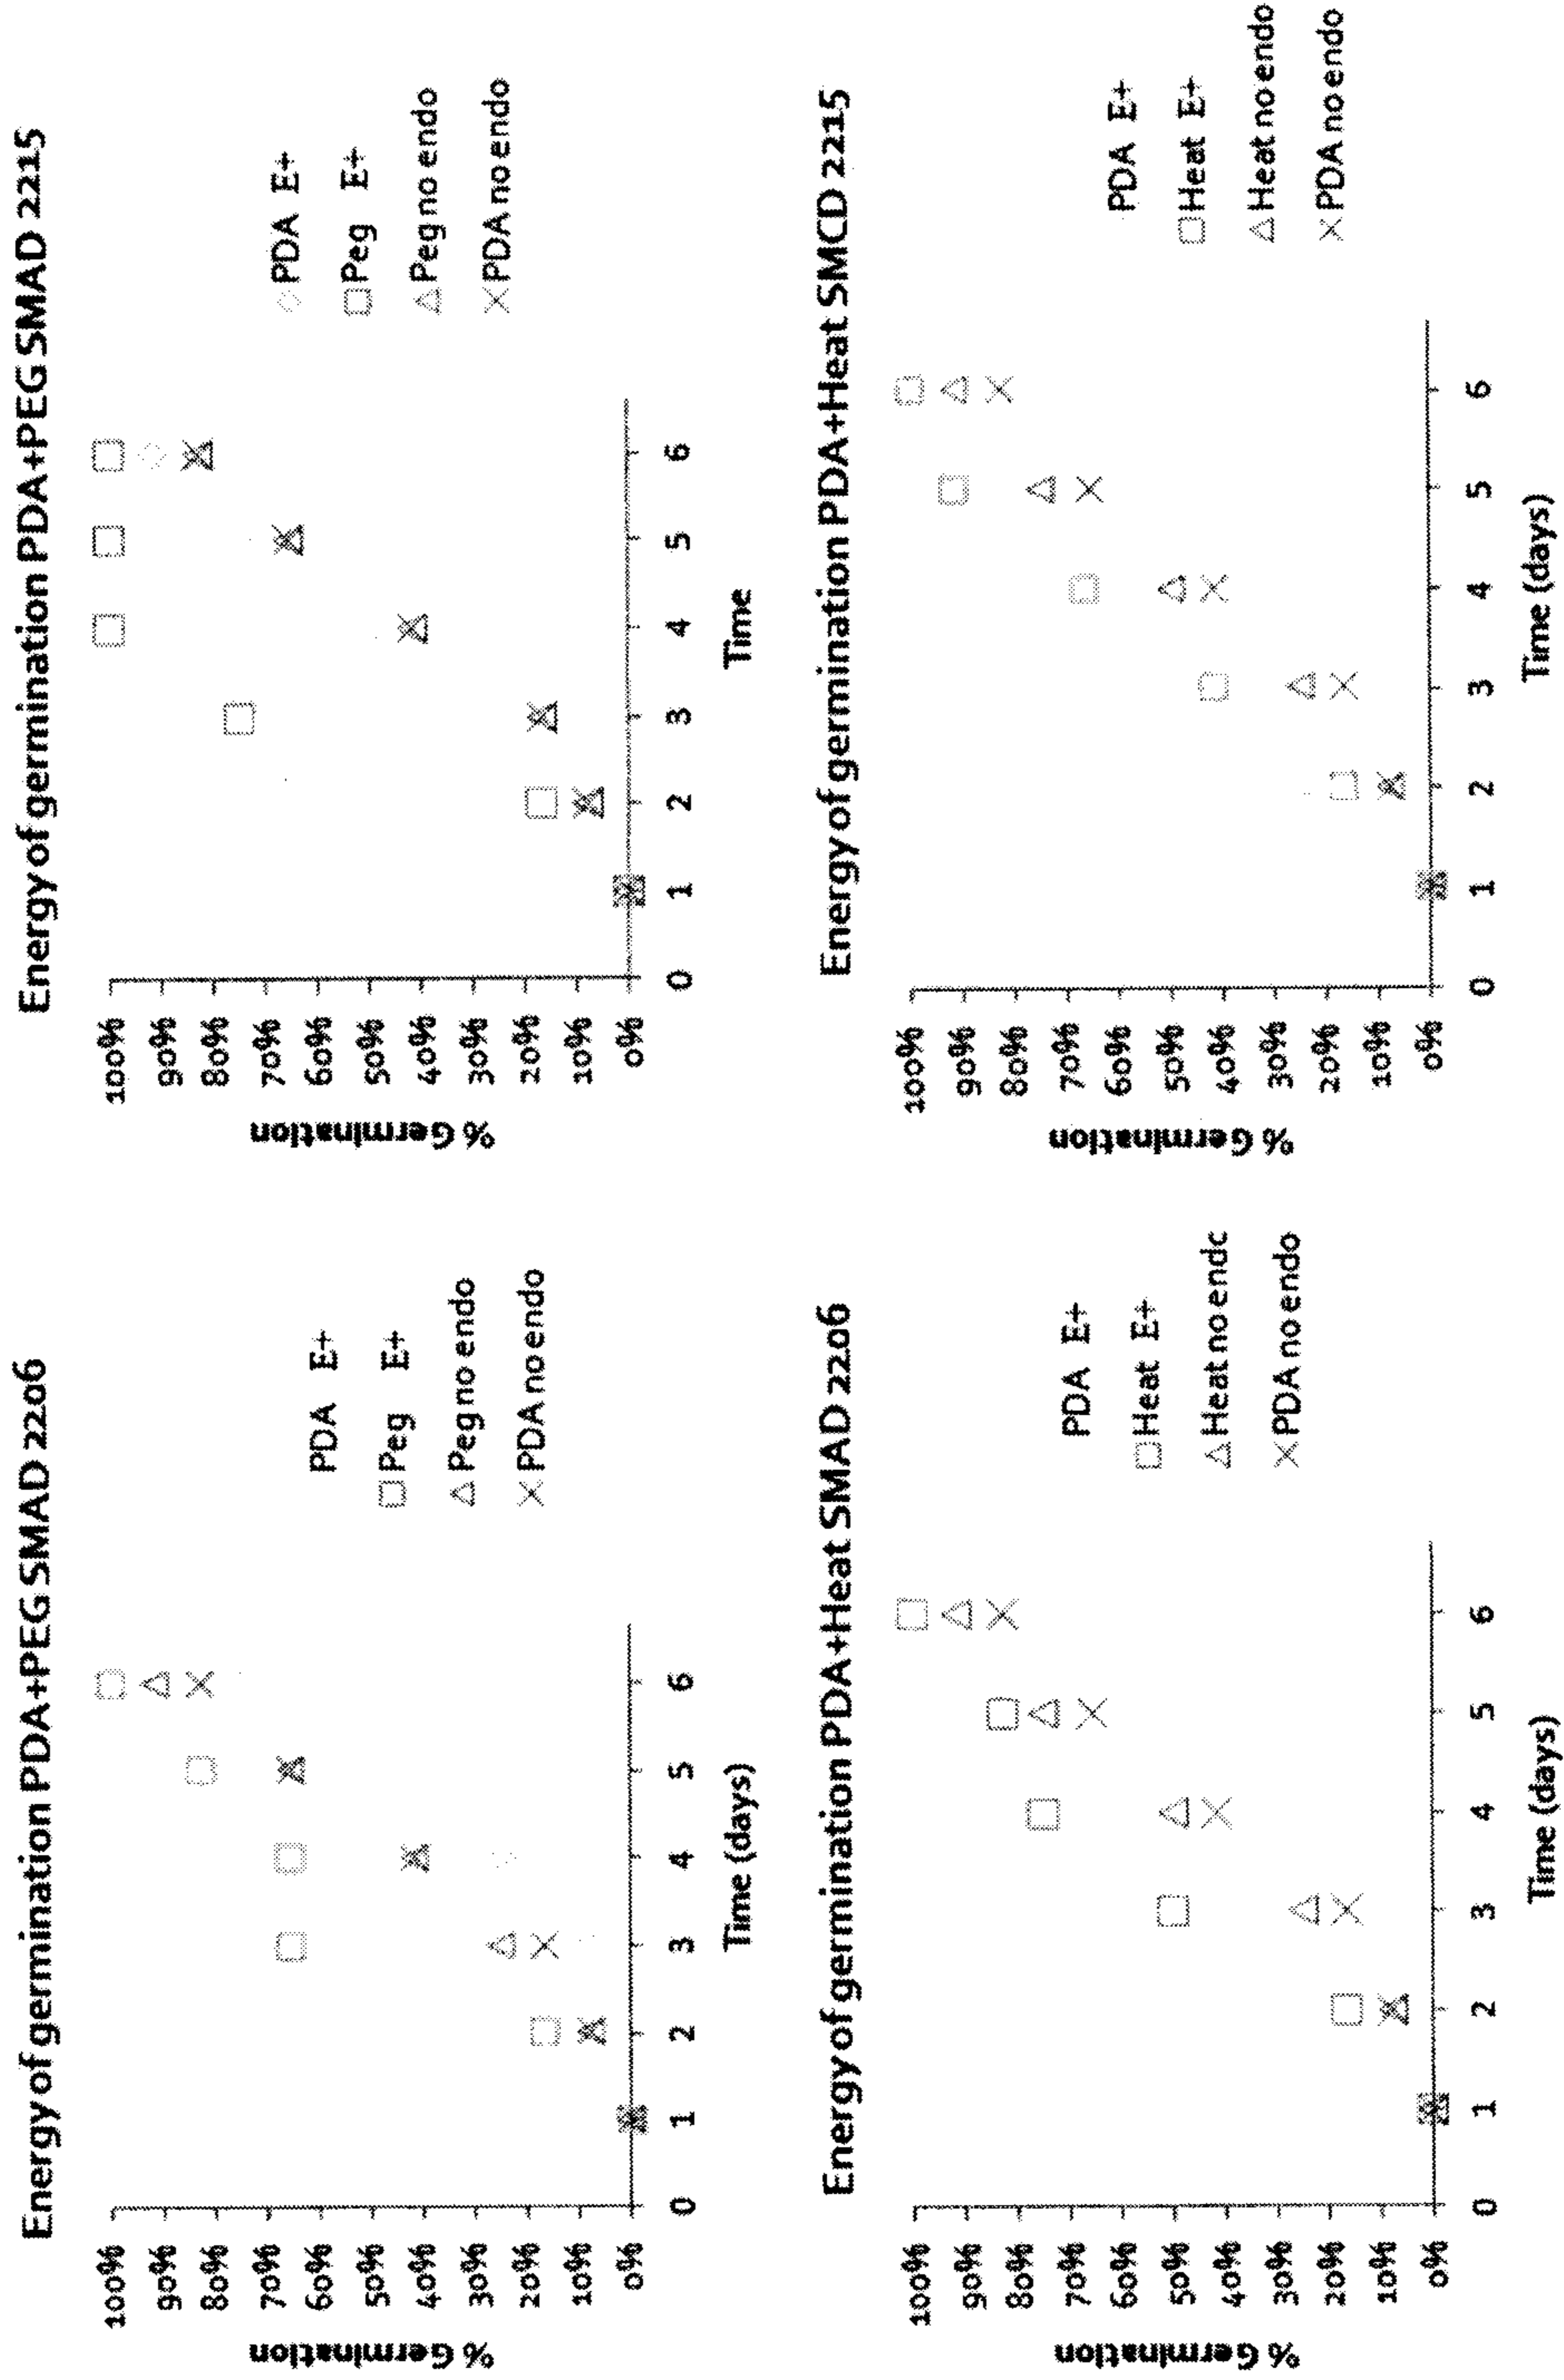 Energy of germination PDA+PEG SMAD 2206
% Germination
100%
90%
80%
70%
60%
50%
40%
30%
20%
10%
0%
0 1 2 3 4 5 6
Time (days)
PDA E+
Peg E+
Peg no endo
PDA no endo
Energy of germination PDA+PEG SMAD 2215
% Germination
100%
90%
80%
70%
60%
50%
40%
30%
20%
10%
0%
0 1 2 3 4 5 6
Time
PDA E+
Peg E+
Peg no endo
PDA no endo
Energy of germination PDA+Heat SMAD 2206
% Germination
100%
90%
80%
70%
60%
50%
40%
30%
20%
10%
0%
0 1 2 3 4 5 6
Time (days)
PDA E+
Heat E+
Heat no endc
PDA no endo
Energy of germination PDA+Heat SMCD 2215
% Germination
100%
90%
80%
70%
60%
50%
40%
30%
20%
10%
0%
0 1 2 3 4 5 6
Time (days)
PDA E+
Heat E+
Heat no endo
PDA no endo